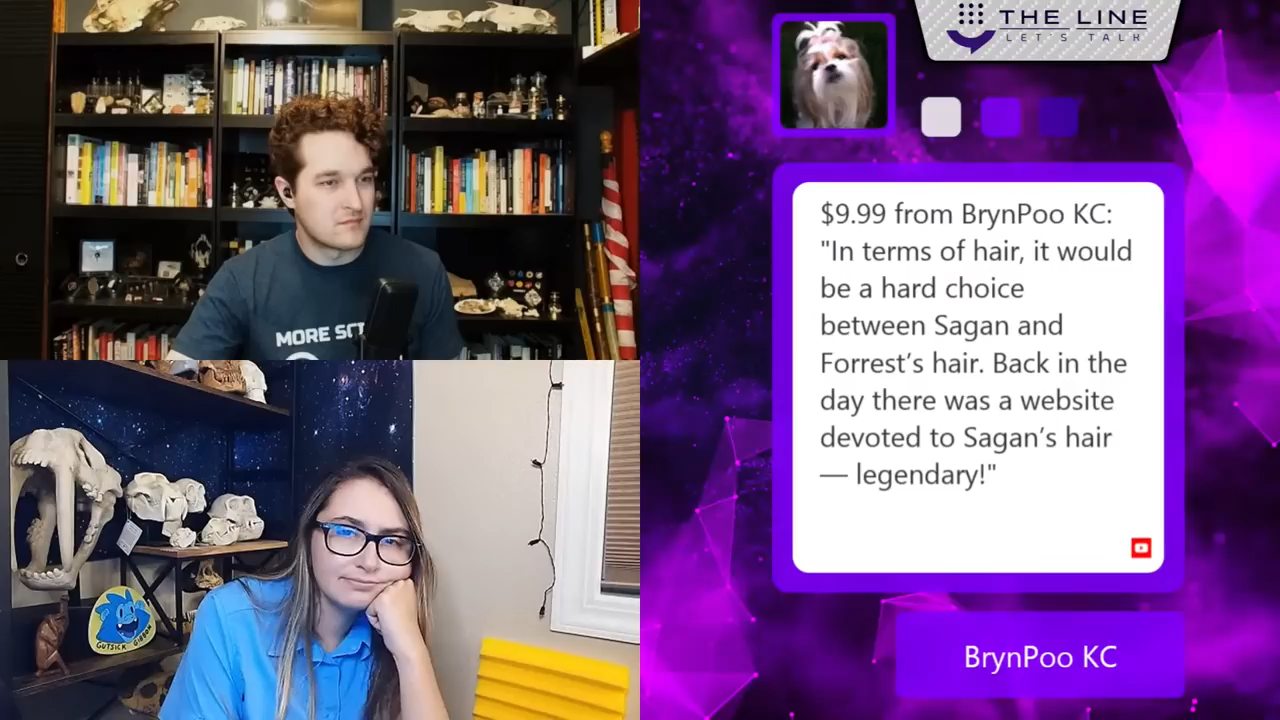 THE LINE
LET'S TALK
$9.99 from BrynPoo KC:
"In terms of hair, it would
be a hard choice
between Sagan and
Forrest’s hair. Back in the
day there was a website
devoted to Sagan’s hair
— legendary!"
BrynPoo KC
MORE SCI
GUTSICK GIBBON